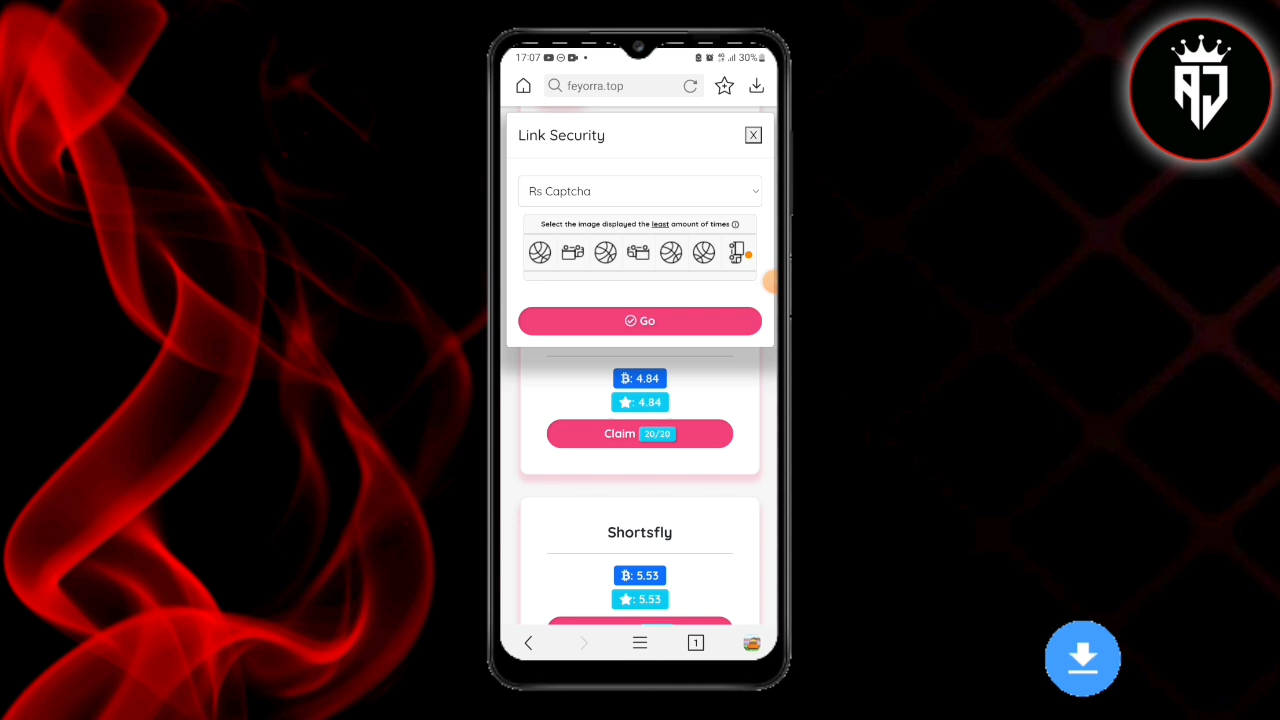 AJ
17:07 30%
feyorra.top
Link Security X
Rs Captcha
Select the image displayed the least amount of times
Go
₿: 4.84
★: 4.84
Claim 20/20
Shortsfly
₿: 5.53
★: 5.53
1